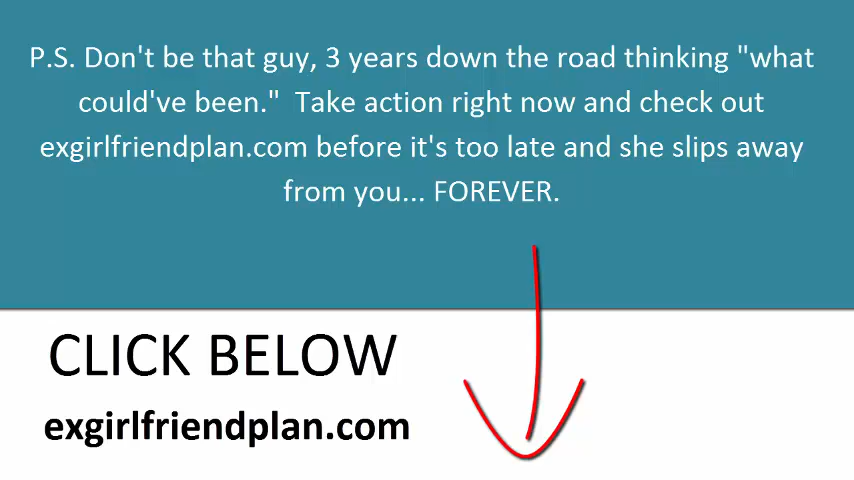 P.S. Don't be that guy, 3 years down the road thinking "what
could've been."  Take action right now and check out
exgirlfriendplan.com before it's too late and she slips away
from you... FOREVER.
CLICK BELOW
exgirlfriendplan.com